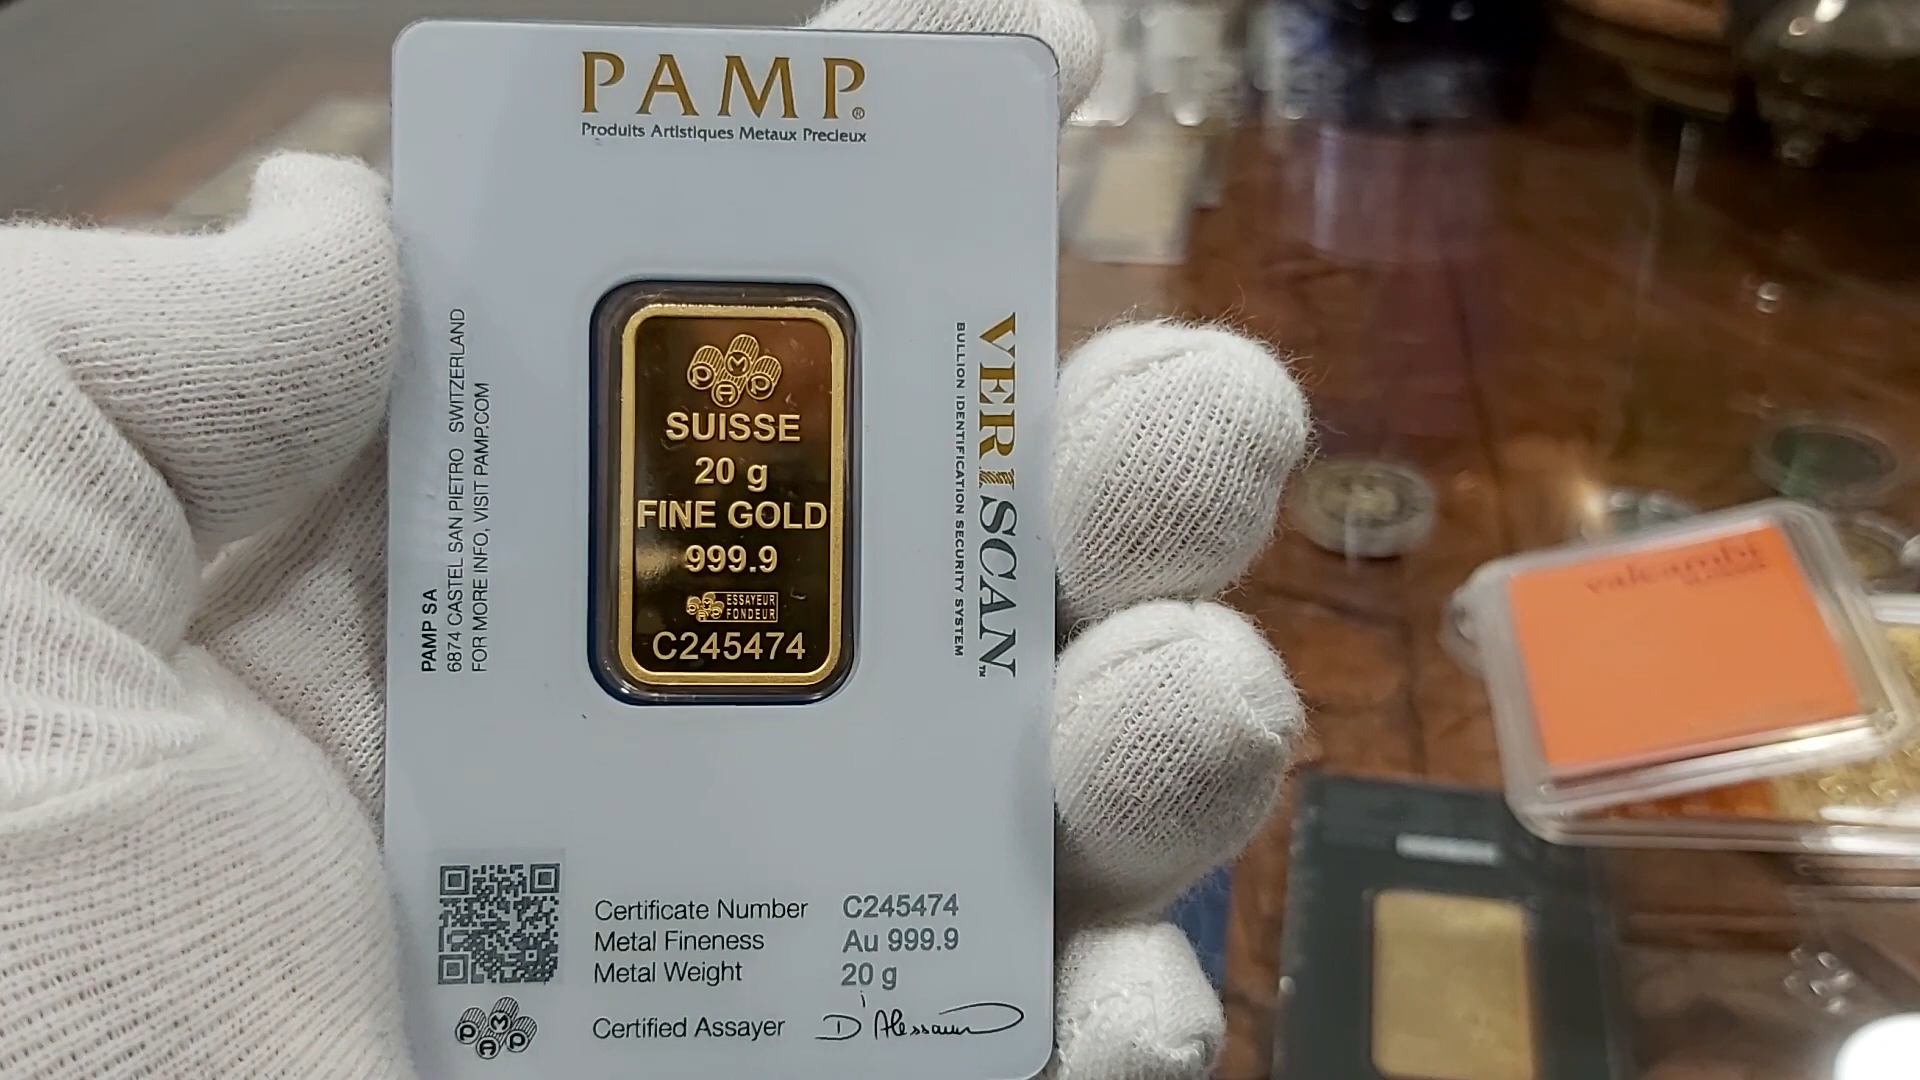 PAMP®
Produits Artistiques Metaux Precieux
PAMP SA
6874 CASTEL SAN PIETRO SWITZERLAND
FOR MORE INFO, VISIT PAMP.COM
PAMP
SUISSE
20 g
FINE GOLD
999.9
ESSAYEUR
FONDEUR
C245474
VERISCAN™
BULLION IDENTIFICATION SECURITY SYSTEM
Certificate Number C245474
Metal Fineness Au 999.9
Metal Weight 20 g
PAMP
Certified Assayer
valcambi